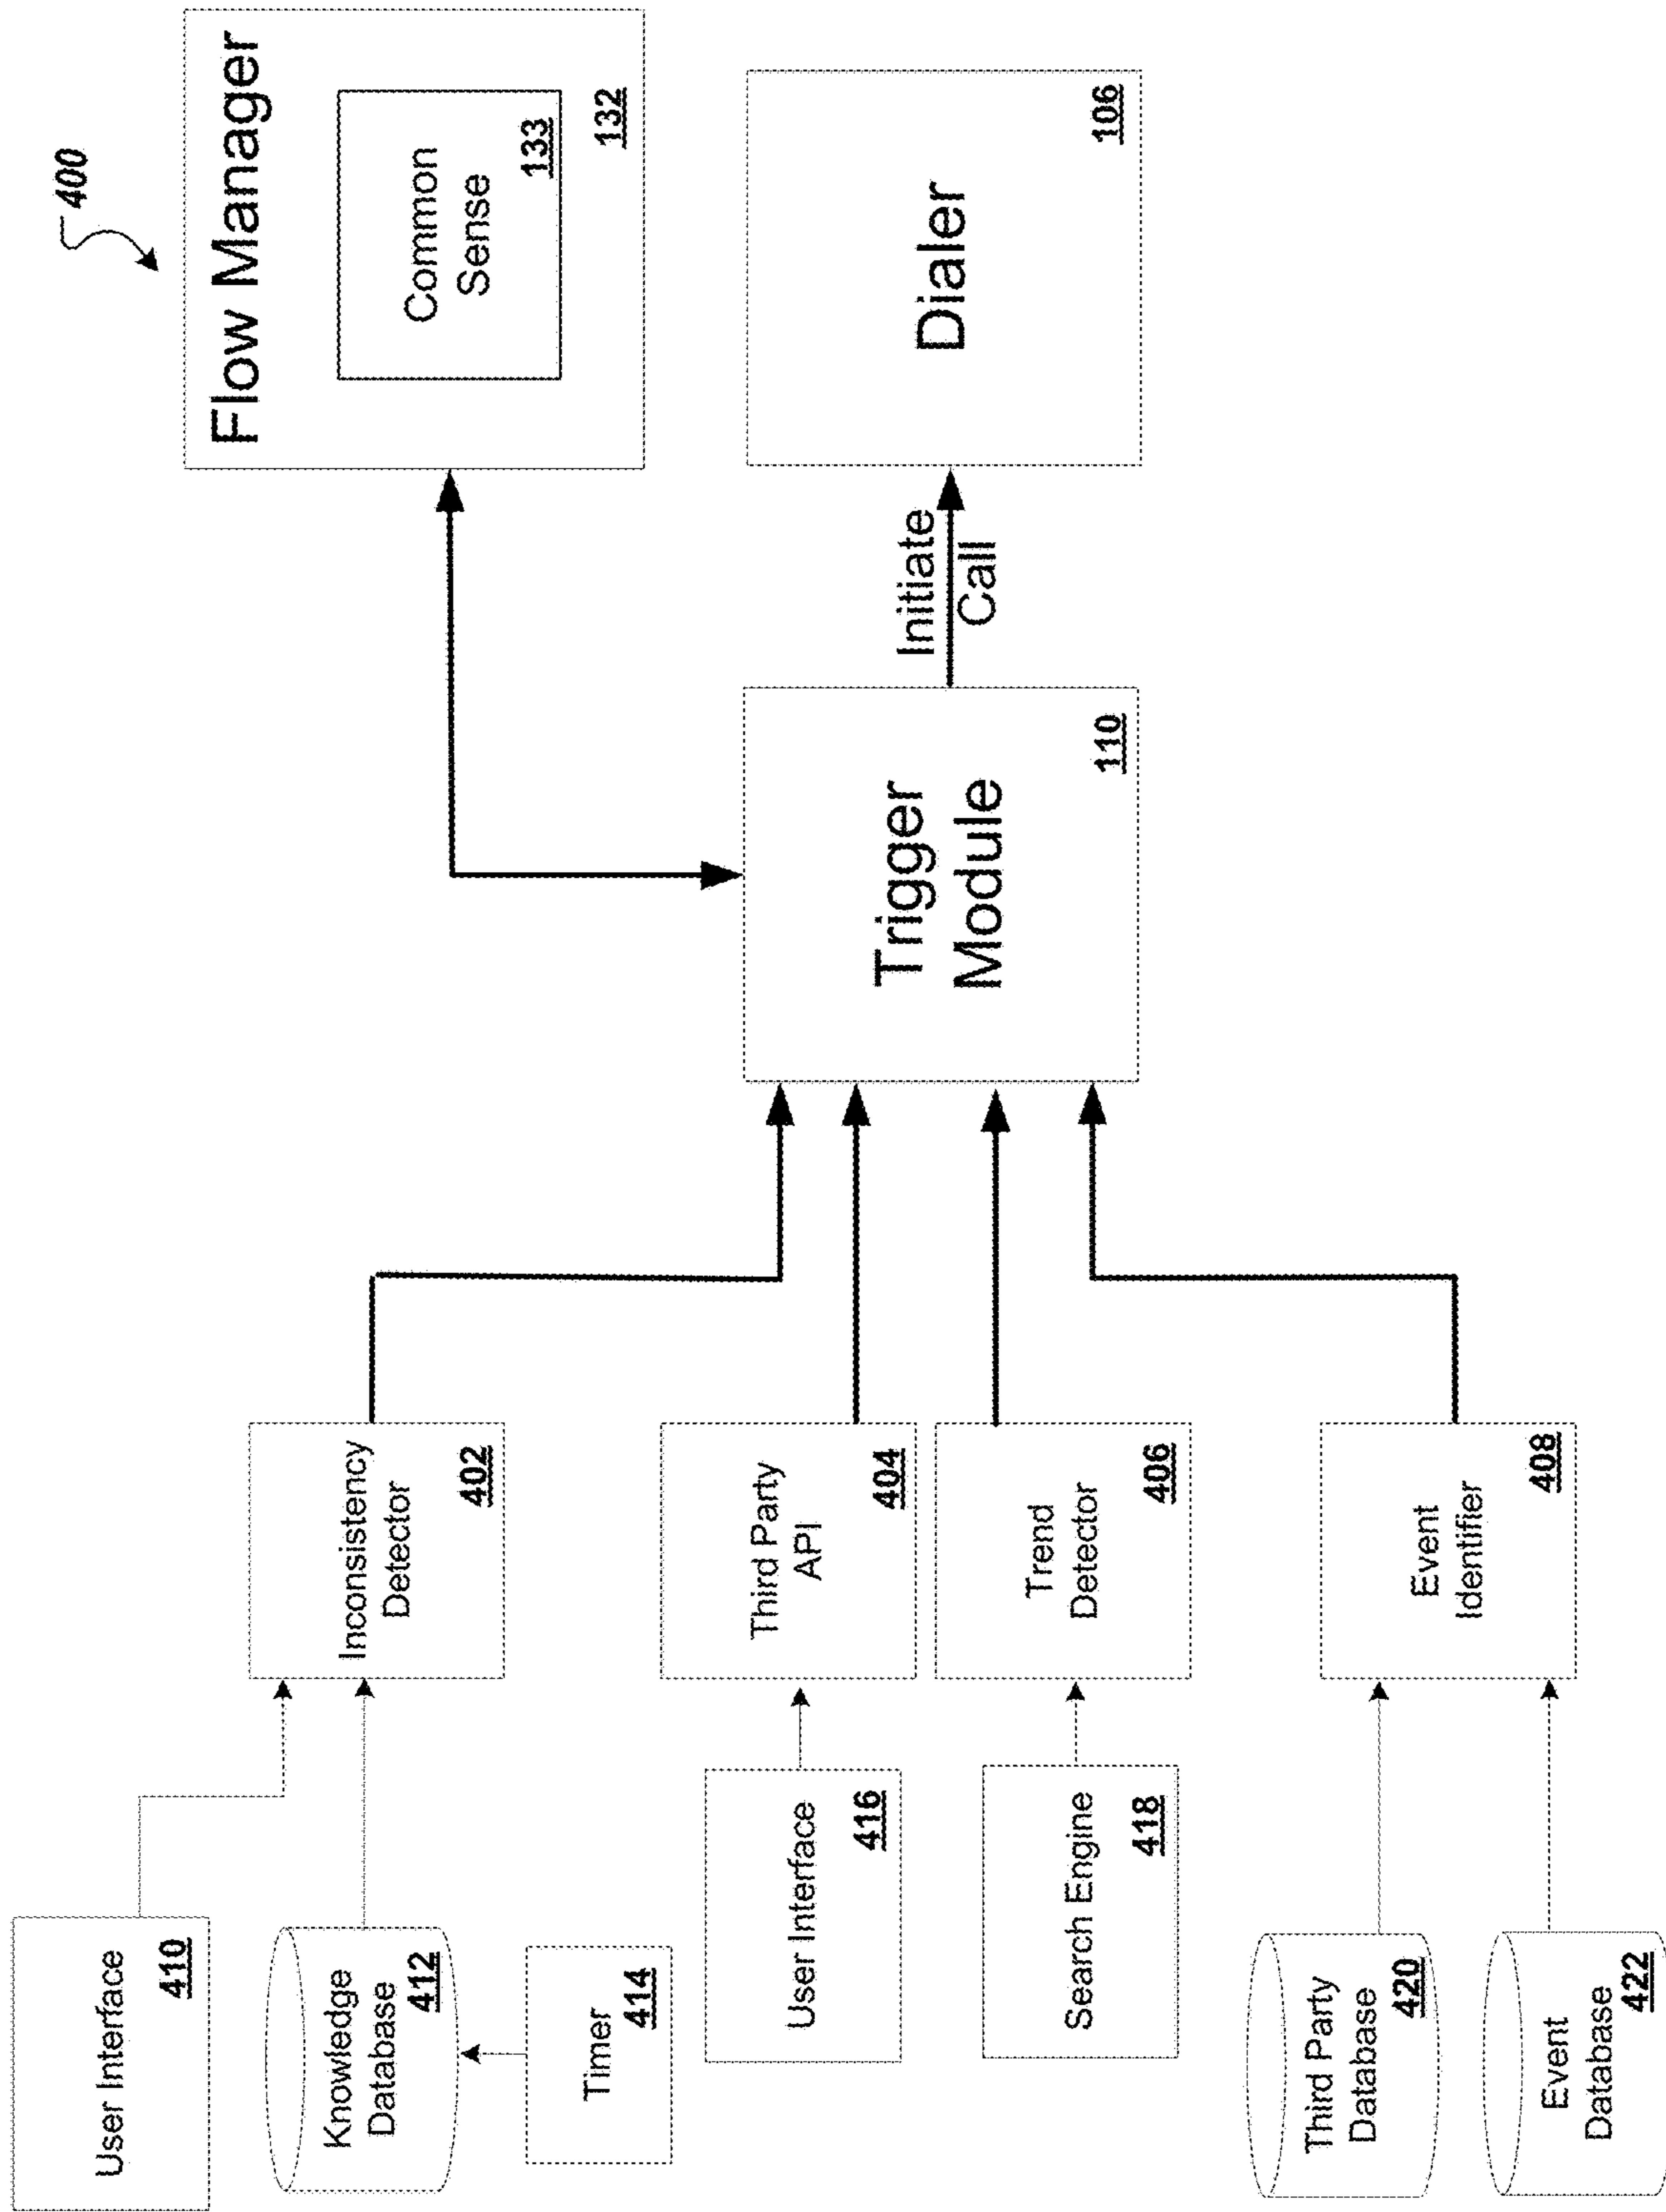 400
User Interface
410
Knowledge
Database
412
Timer
414
User Interface
416
Search Engine
418
Third Party
Database
420
Event
Database
422
Inconsistency
Detector
402
Third Party
API
404
Trend
Detector
406
Event
Identifier
408
Trigger
Module
110
Initiate
Call
Flow Manager
Common
Sense
133
132
Dialer
106